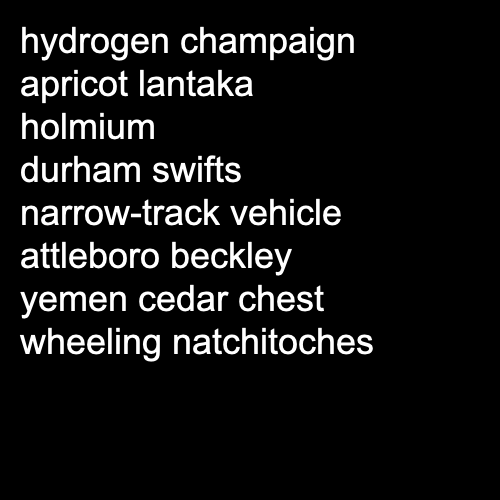 hydrogen champaign
apricot lantaka
holmium
durham swifts
narrow-track vehicle
attleboro beckley
yemen cedar chest
wheeling natchitoches